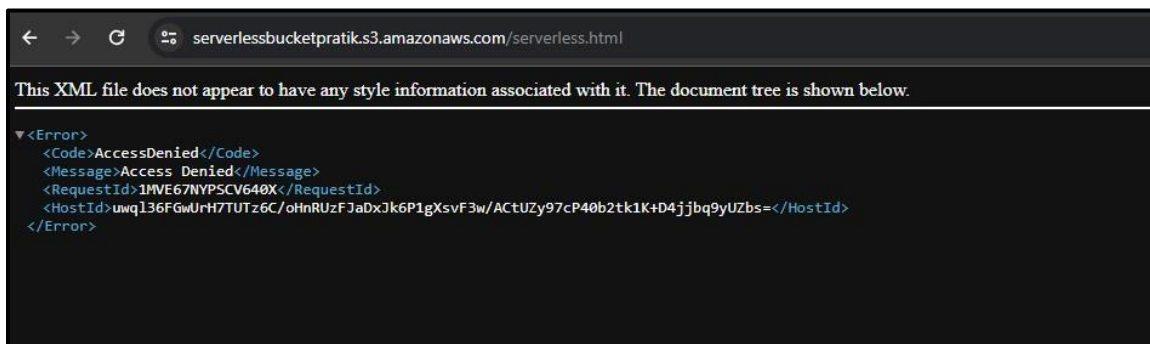 serverlessbucketpratik.s3.amazonaws.com/serverless.html
This XML file does not appear to have any style information associated with it. The document tree is shown below.
▼<Error>
<Code>AccessDenied</Code>
<Message>Access Denied</Message>
<RequestId>1MVE67NYPSCV640X</RequestId>
<HostId>uwql36FGwUrH7TUTz6C/oHnRUzFJaDxJk6P1gXsvF3w/ACtUZy97cP40b2tk1K+D4jjbq9yUZbs=</HostId>
</Error>